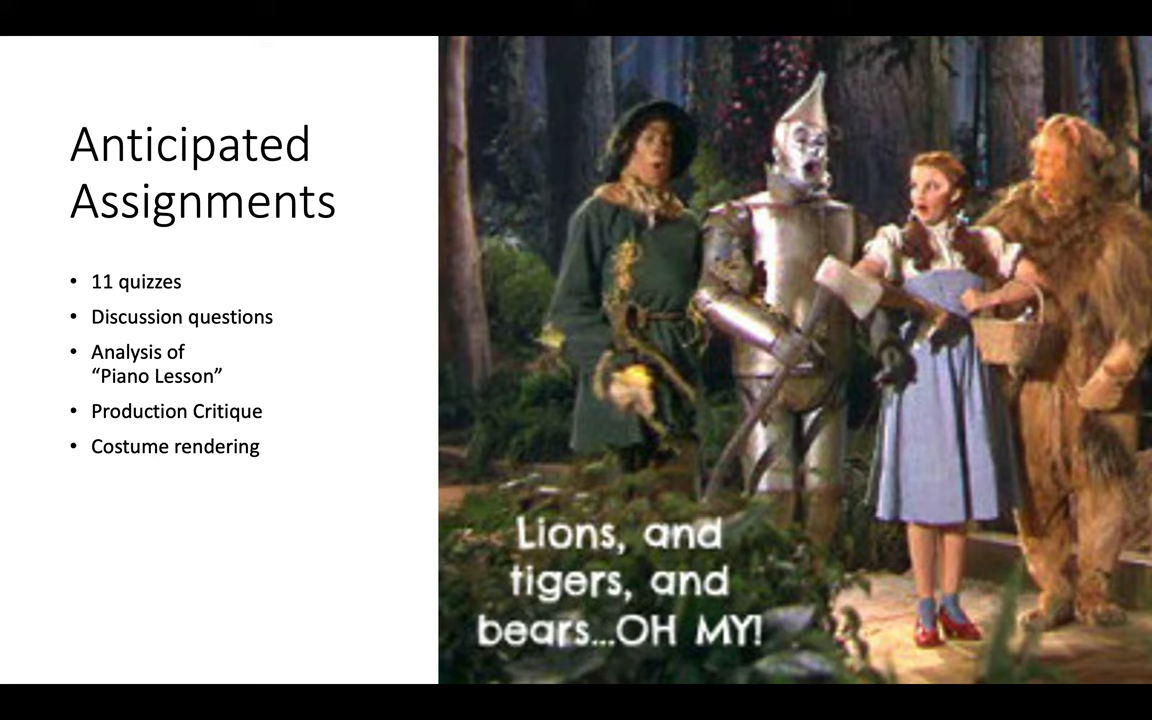 Anticipated
Assignments
• 11 quizzes
• Discussion questions
• Analysis of
“Piano Lesson”
• Production Critique
• Costume rendering
Lions, and
tigers, and
bears...OH MY!